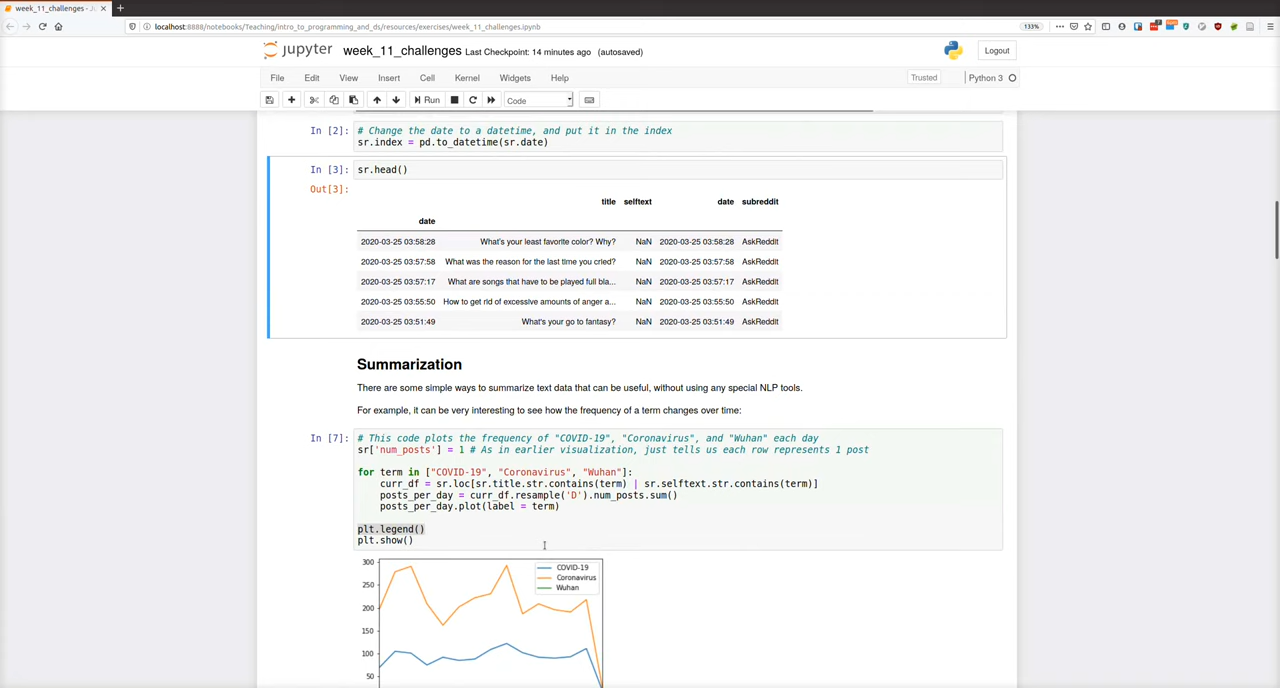 week_11_challenges - Ju
localhost:8888/notebooks/Teaching/intro_to_programming_and_ds/resources/exercises/week_11_challenges.ipynb
133%
jupyter week_11_challenges Last Checkpoint: 14 minutes ago (autosaved)
Logout
File Edit View Insert Cell Kernel Widgets Help
Trusted Python 3
Run Code
In [2]: # Change the date to a datetime, and put it in the index
sr.index = pd.to_datetime(sr.date)
In [3]: sr.head()
Out[3]:
title selftext date subreddit
date
2020-03-25 03:58:28 What's your least favorite color? Why? NaN 2020-03-25 03:58:28 AskReddit
2020-03-25 03:57:58 What was the reason for the last time you cried? NaN 2020-03-25 03:57:58 AskReddit
2020-03-25 03:57:17 What are songs that have to be played full bla... NaN 2020-03-25 03:57:17 AskReddit
2020-03-25 03:55:50 How to get rid of excessive amounts of anger a... NaN 2020-03-25 03:55:50 AskReddit
2020-03-25 03:51:49 What's your go to fantasy? NaN 2020-03-25 03:51:49 AskReddit
Summarization
There are some simple ways to summarize text data that can be useful, without using any special NLP tools.
For example, it can be very interesting to see how the frequency of a term changes over time:
In [7]: # This code plots the frequency of "COVID-19", "Coronavirus", and "Wuhan" each day
sr['num_posts'] = 1 # As in earlier visualization, just tells us each row represents 1 post
for term in ["COVID-19", "Coronavirus", "Wuhan"]:
curr_df = sr.loc[sr.title.str.contains(term) | sr.selftext.str.contains(term)]
posts_per_day = curr_df.resample('D').num_posts.sum()
posts_per_day.plot(label = term)
plt.legend()
plt.show()
300
250
200
150
100
50
COVID-19
Coronavirus
Wuhan